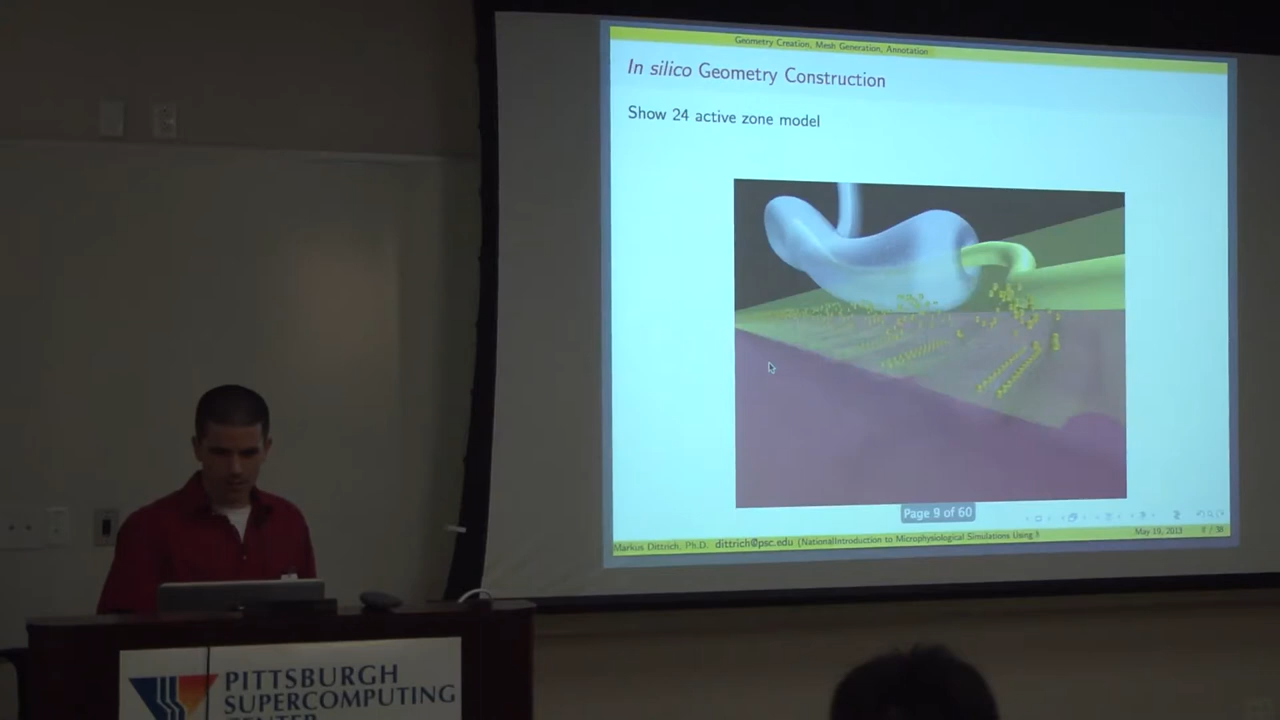 Geometry Creation, Mesh Generation, Annotation
In silico Geometry Construction
Show 24 active zone model
Page 9 of 60
Markus Dittrich, Ph.D. dittrich@psc.edu (NationalIntroduction to Microphysiological Simulations Using M
May 19, 2013
PITTSBURGH
SUPERCOMPUTING
CENTER